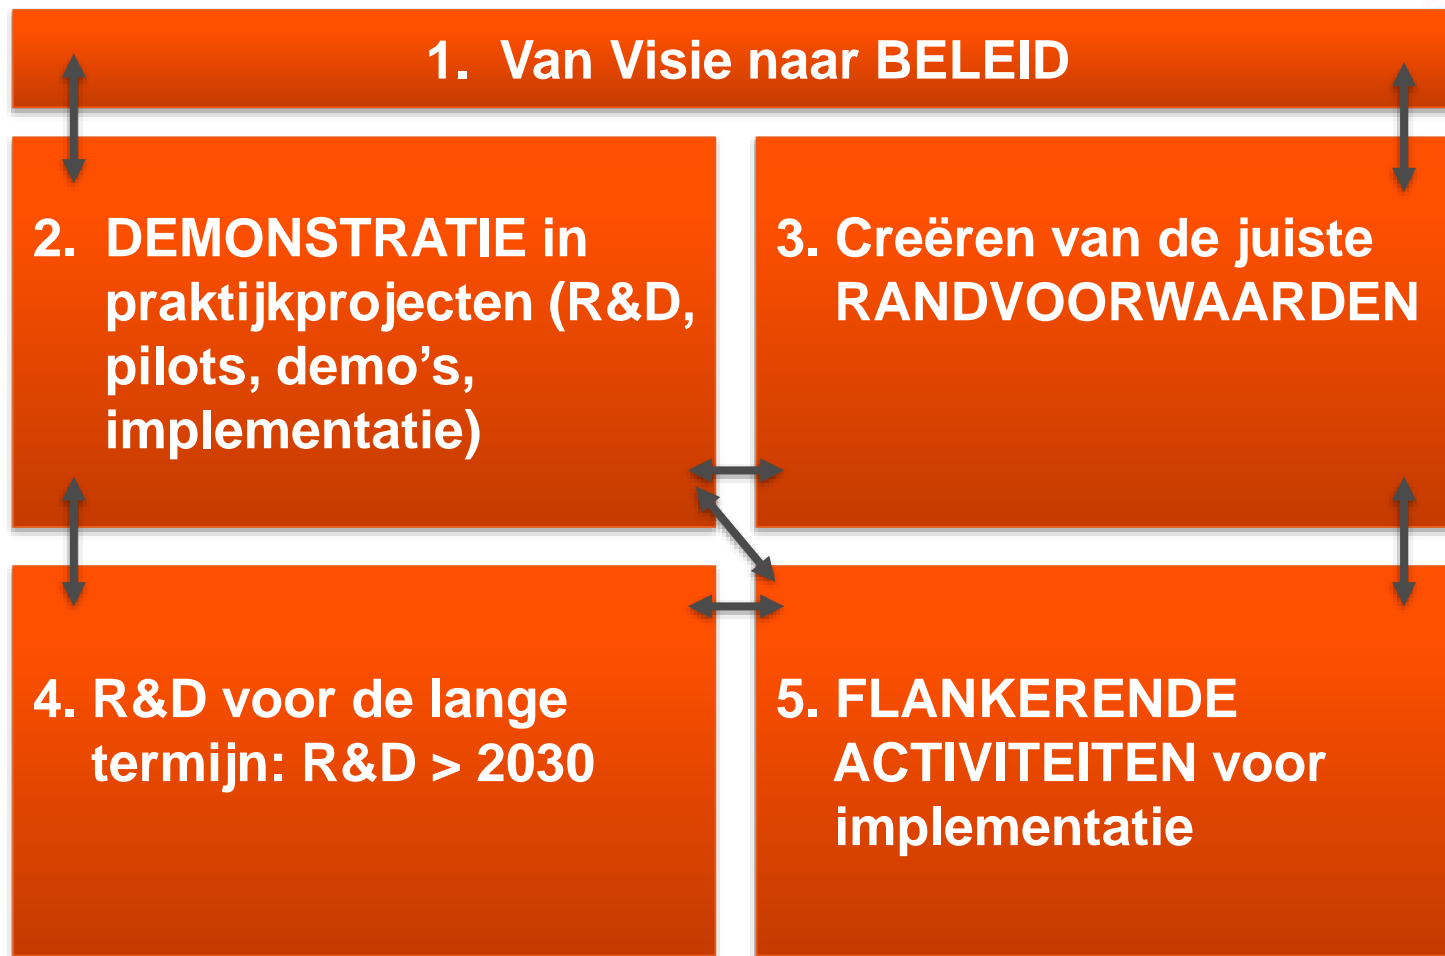 1. Van Visie naar BELEID
2. DEMONSTRATIE in
praktijkprojecten (R&D,
pilots, demo’s,
implementatie)
3. Creëren van de juiste
RANDVOORWAARDEN
4. R&D voor de lange
termijn: R&D > 2030
5. FLANKERENDE
ACTIVITEITEN voor
implementatie